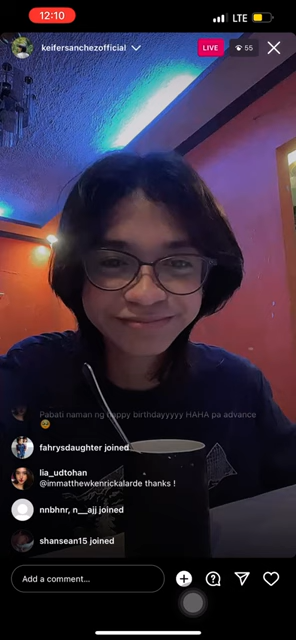 12:10
LTE
keifersanchezofficial
LIVE
55
Pabati naman ng happy birthdayyyyy HAHA pa advance
🥺
fahrysdaughter joined
lia_udtohan
@immatthewkenrickalarde thanks !
nnbhnr, n__ajj joined
shansean15 joined
Add a comment...